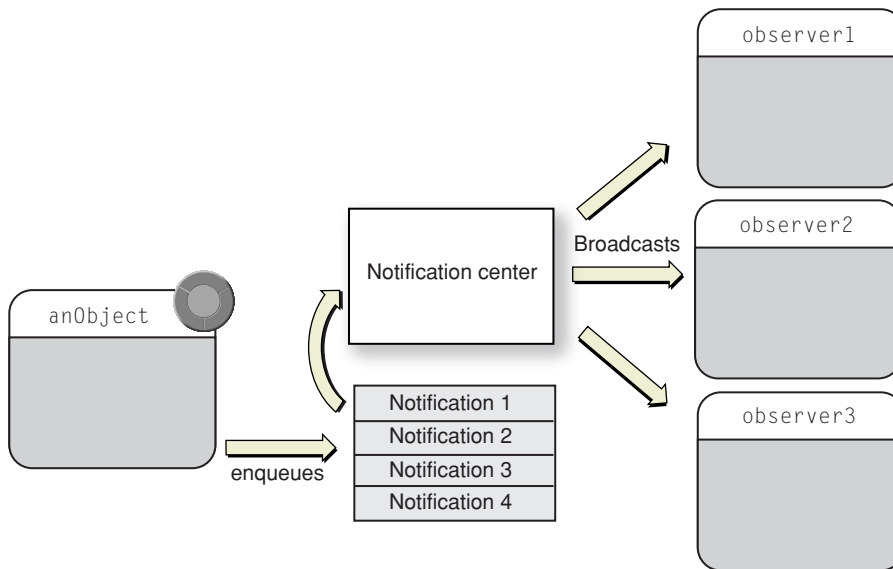 observer1
observer2
Broadcasts
Notification center
anObject
Notification 1
Notification 2
Notification 3
Notification 4
enqueues
observer3